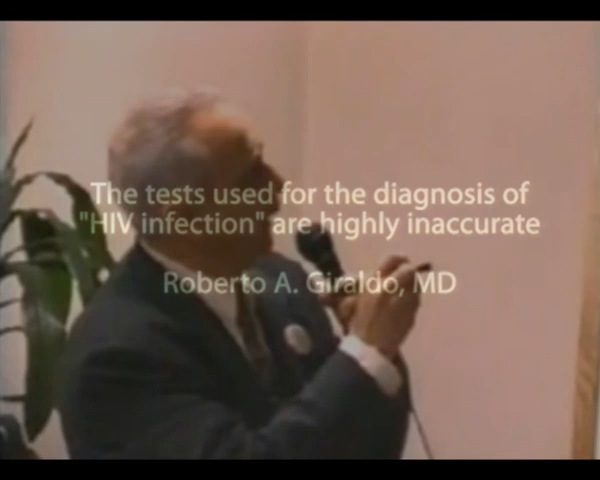 The tests used for the diagnosis of
"HIV infection" are highly inaccurate
Roberto A. Giraldo, MD